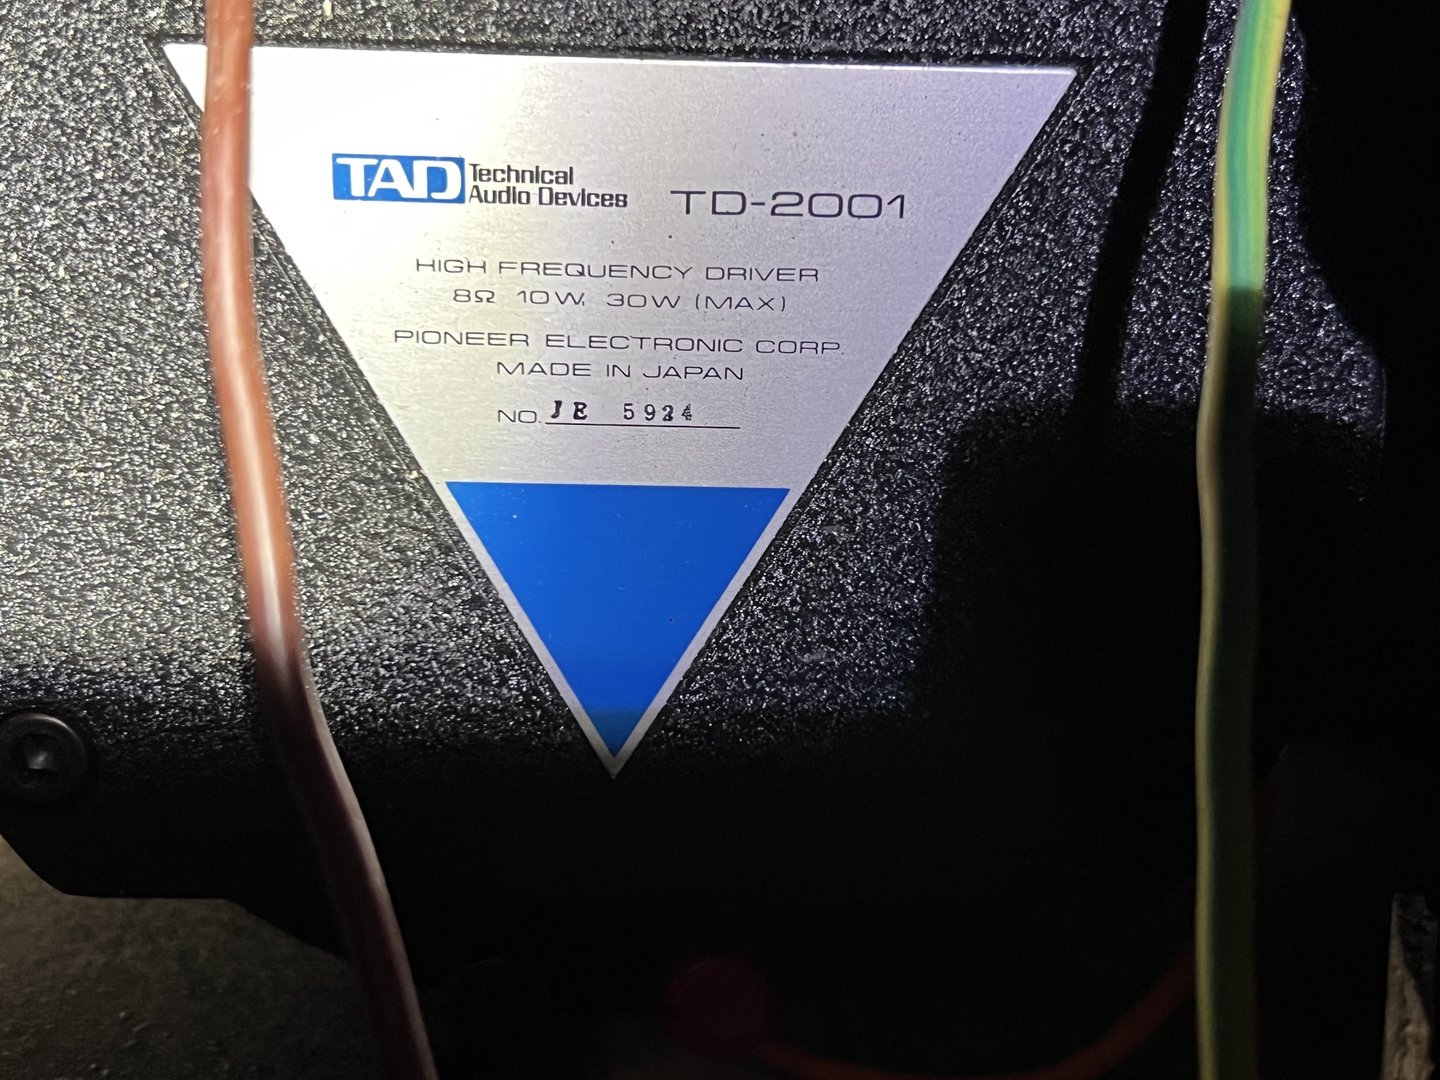 TAD Technical Audio Devices TD-2001
HIGH FREQUENCY DRIVER
8Ω 10W, 30W (MAX)
PIONEER ELECTRONIC CORP.
MADE IN JAPAN
NO. JE 5924